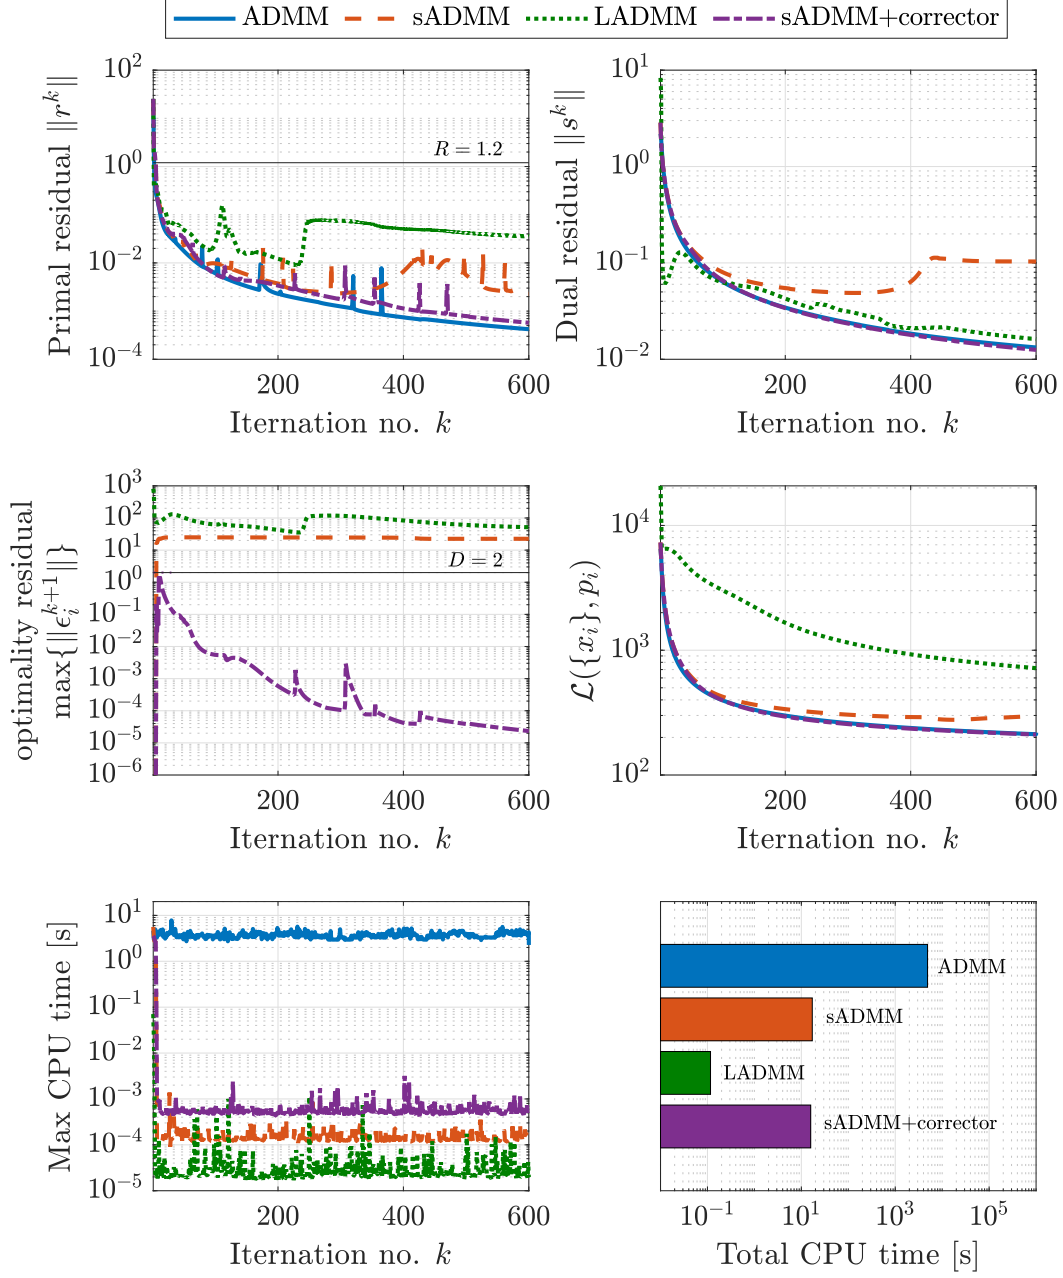 ADMM sADMM LADMM sADMM+corrector
10^2
10^0
10^-2
10^-4
Primal residual ‖r^k‖
R = 1.2
200 400 600
Iternation no. k
10^1
10^0
10^-1
10^-2
Dual residual ‖s^k‖
200 400 600
Iternation no. k
10^3
10^2
10^1
10^0
10^-1
10^-2
10^-3
10^-4
10^-5
10^-6
optimality residual
max{‖ϵ_i^{k+1}‖}
D = 2
200 400 600
Iternation no. k
10^4
10^3
10^2
ℒ({x_i}, p_i)
200 400 600
Iternation no. k
10^1
10^0
10^-1
10^-2
10^-3
10^-4
10^-5
Max CPU time [s]
200 400 600
Iternation no. k
ADMM
sADMM
LADMM
sADMM+corrector
10^-1 10^1 10^3 10^5
Total CPU time [s]